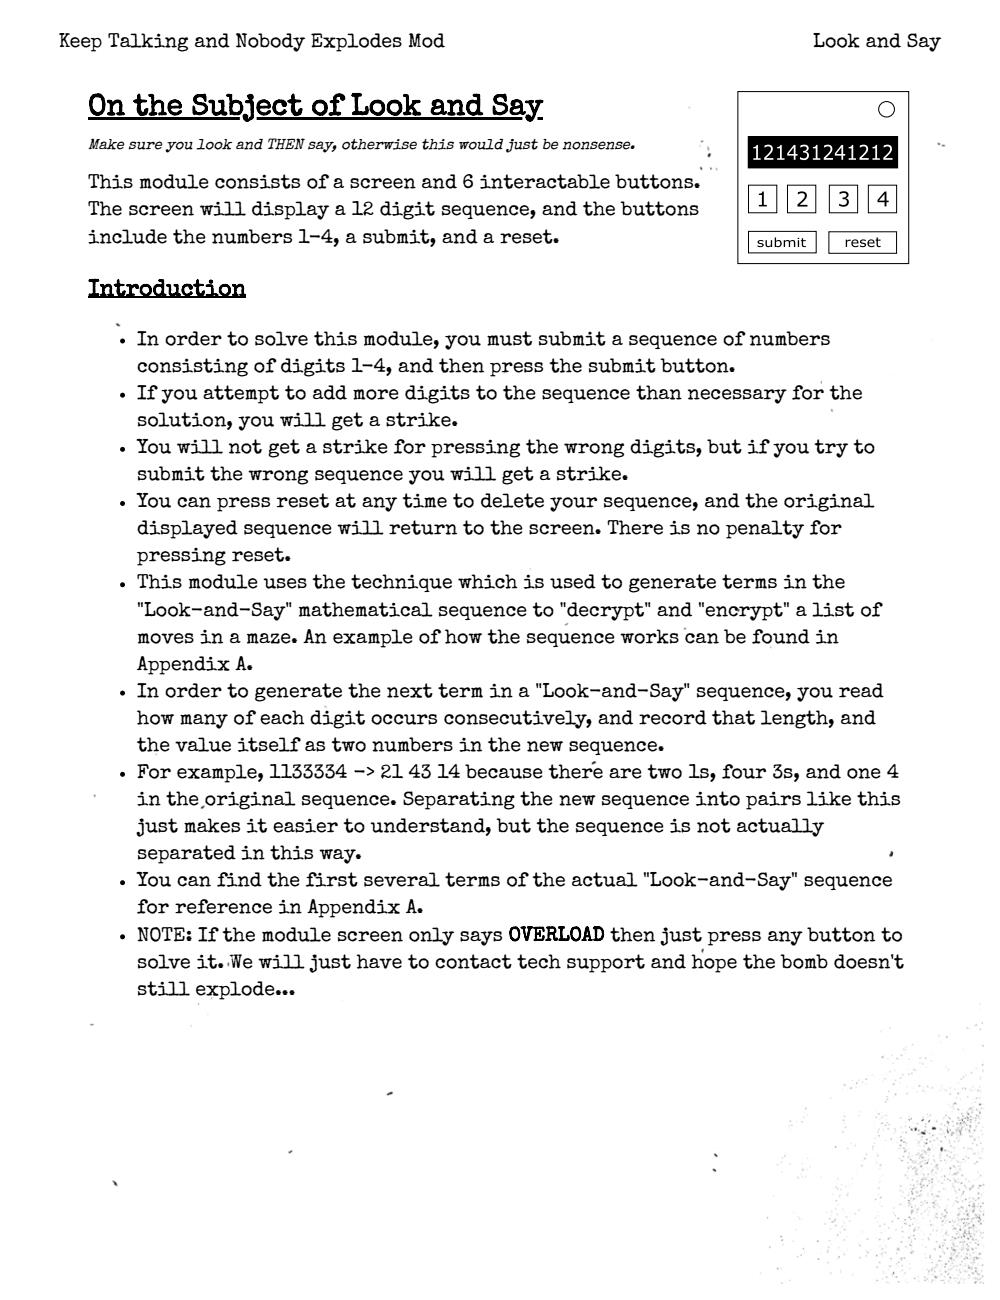 Keep Talking and Nobody Explodes Mod
Look and Say
On the Subject of Look and Say
Make sure you look and THEN say, otherwise this would just be nonsense.
This module consists of a screen and 6 interactable buttons.
The screen will display a 12 digit sequence, and the buttons
include the numbers 1-4, a submit, and a reset.
121431241212
1 2 3 4
submit reset
Introduction
• In order to solve this module, you must submit a sequence of numbers
consisting of digits 1-4, and then press the submit button.
• If you attempt to add more digits to the sequence than necessary for the
solution, you will get a strike.
• You will not get a strike for pressing the wrong digits, but if you try to
submit the wrong sequence you will get a strike.
• You can press reset at any time to delete your sequence, and the original
displayed sequence will return to the screen. There is no penalty for
pressing reset.
• This module uses the technique which is used to generate terms in the
"Look-and-Say" mathematical sequence to "decrypt" and "encrypt" a list of
moves in a maze. An example of how the sequence works can be found in
Appendix A.
• In order to generate the next term in a "Look-and-Say" sequence, you read
how many of each digit occurs consecutively, and record that length, and
the value itself as two numbers in the new sequence.
• For example, 1133334 -> 21 43 14 because there are two 1s, four 3s, and one 4
in the original sequence. Separating the new sequence into pairs like this
just makes it easier to understand, but the sequence is not actually
separated in this way.
• You can find the first several terms of the actual "Look-and-Say" sequence
for reference in Appendix A.
• NOTE: If the module screen only says OVERLOAD then just press any button to
solve it. We will just have to contact tech support and hope the bomb doesn't
still explode...